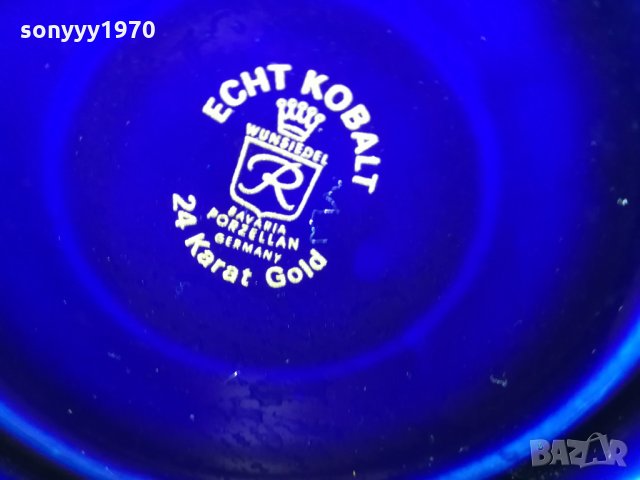 sonyyy1970
ECHT KOBALT
WUNSIEDEL
R
BAVARIA
PORZELLAN
GERMANY
24 Karat Gold
BAZAR